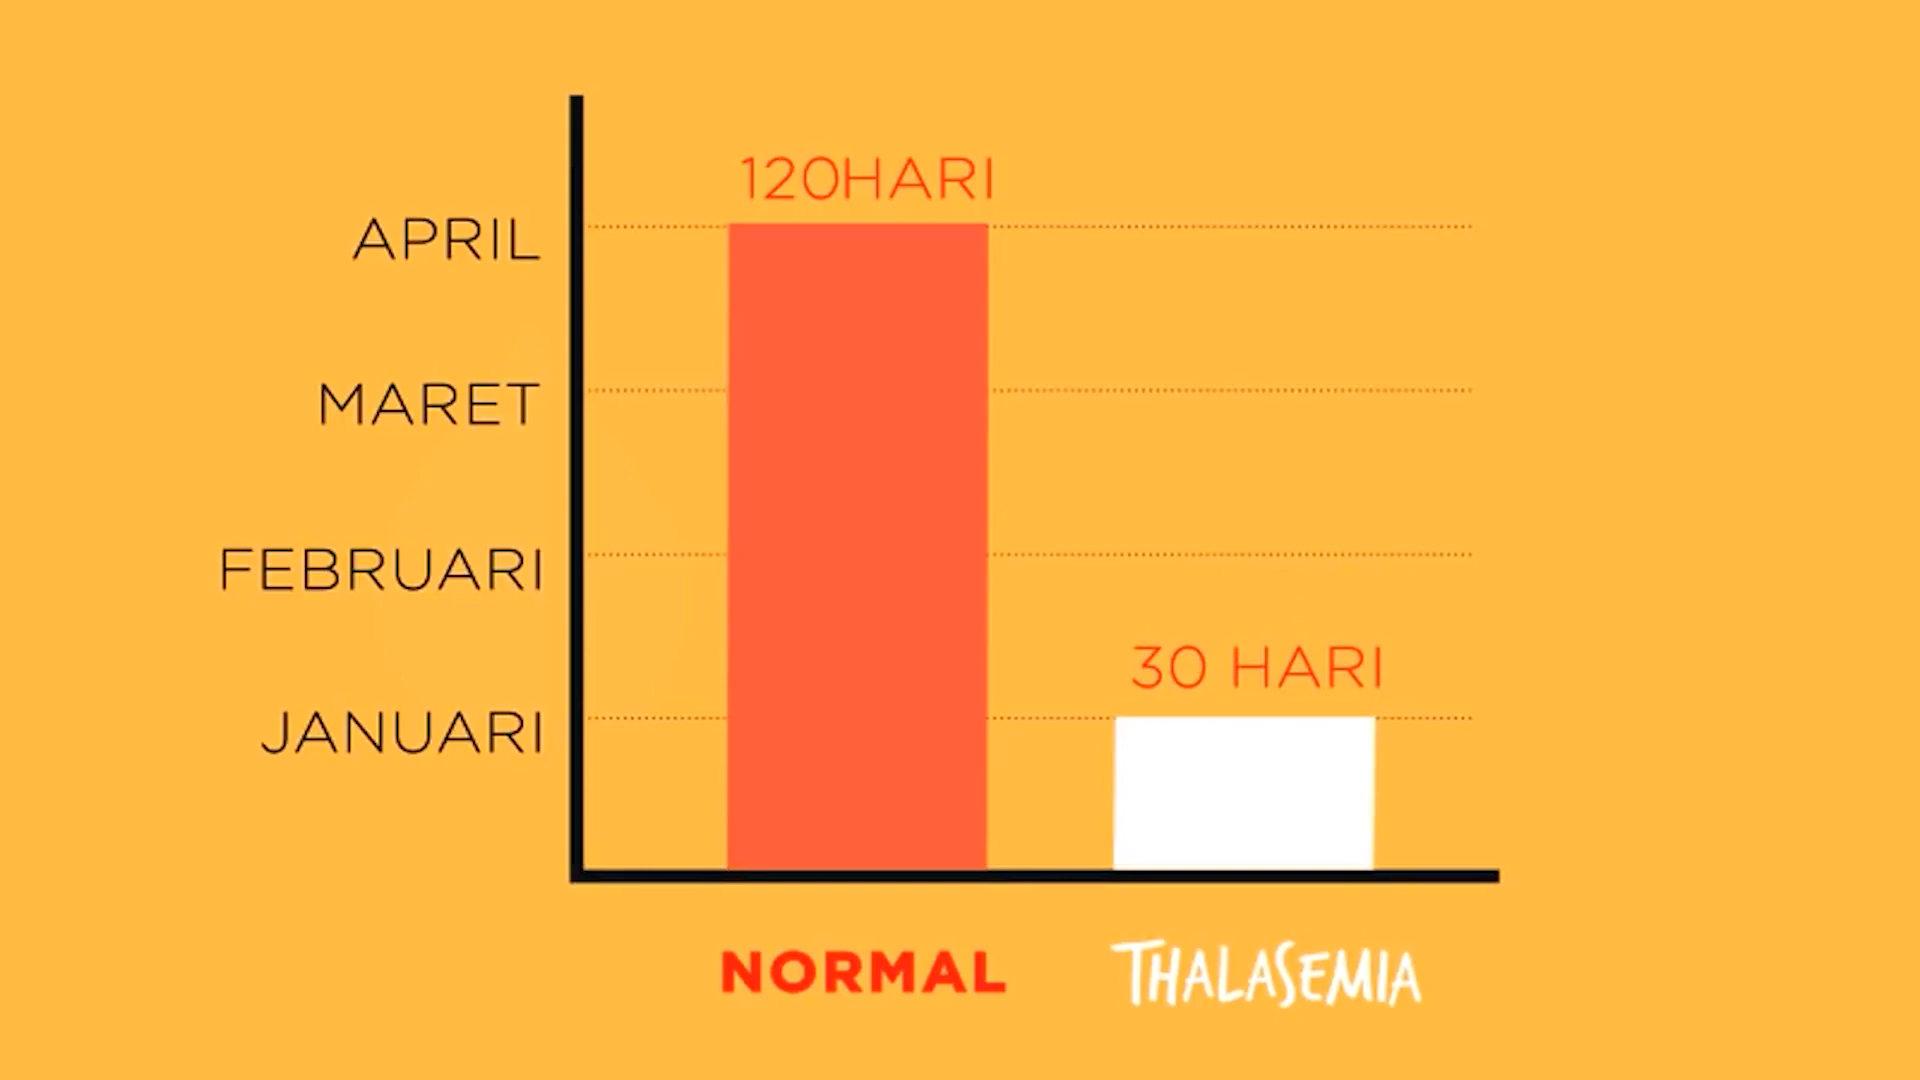 120HARI
APRIL
MARET
FEBRUARI
30 HARI
JANUARI
NORMAL
THALASEMIA